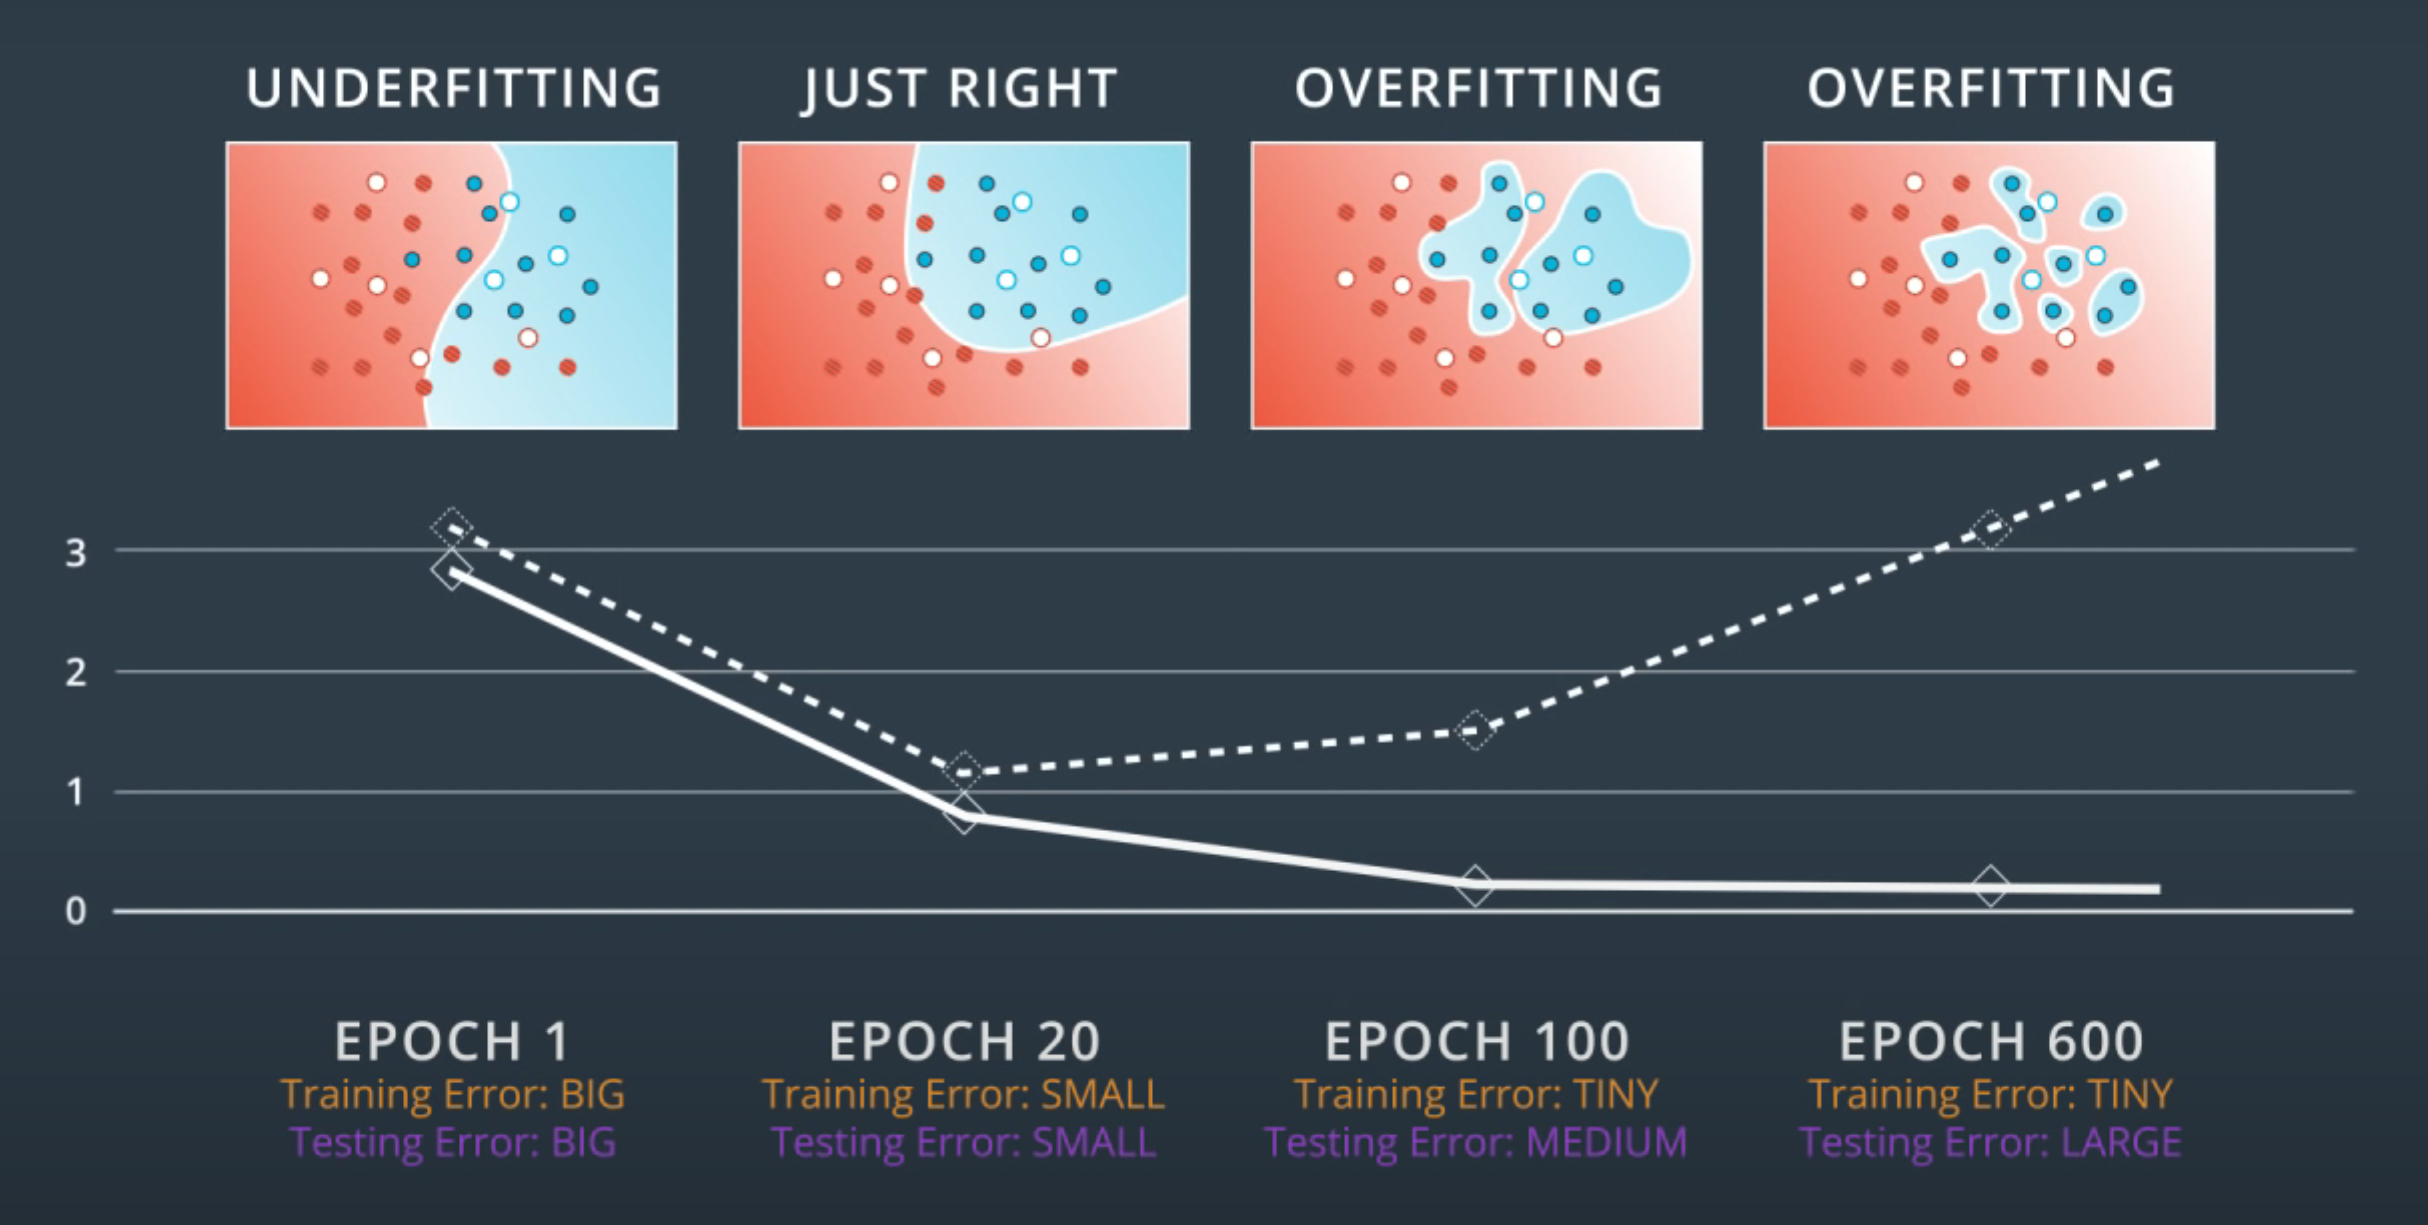 UNDERFITTING
JUST RIGHT
OVERFITTING
OVERFITTING
3
2
1
0
EPOCH 1
Training Error: BIG
Testing Error: BIG
EPOCH 20
Training Error: SMALL
Testing Error: SMALL
EPOCH 100
Training Error: TINY
Testing Error: MEDIUM
EPOCH 600
Training Error: TINY
Testing Error: LARGE